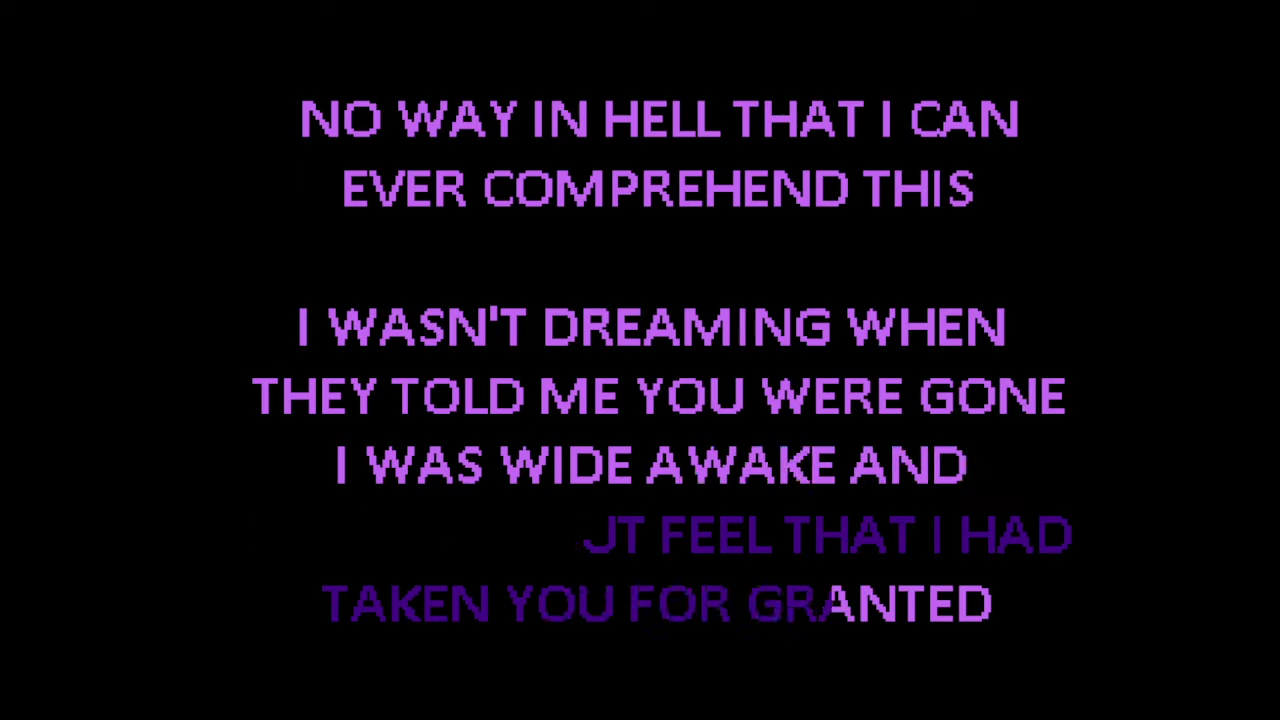 NO WAY IN HELL THAT I CAN
EVER COMPREHEND THIS
I WASN'T DREAMING WHEN
THEY TOLD ME YOU WERE GONE
I WAS WIDE AWAKE AND
FEEL THAT I HAD
TAKEN YOU FOR GRANTED